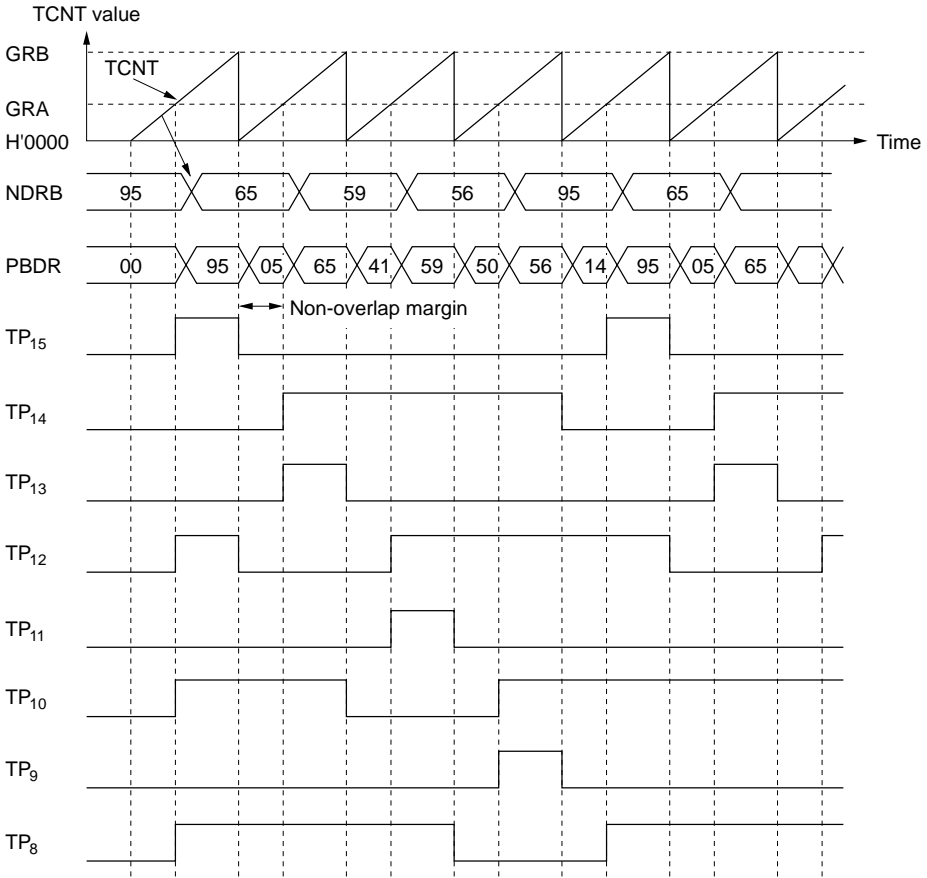 TCNT value
GRB
TCNT
GRA
H'0000
Time
NDRB 95 65 59 56 95 65
PBDR 00 95 05 65 41 59 50 56 14 95 05 65
Non-overlap margin
TP15
TP14
TP13
TP12
TP11
TP10
TP9
TP8